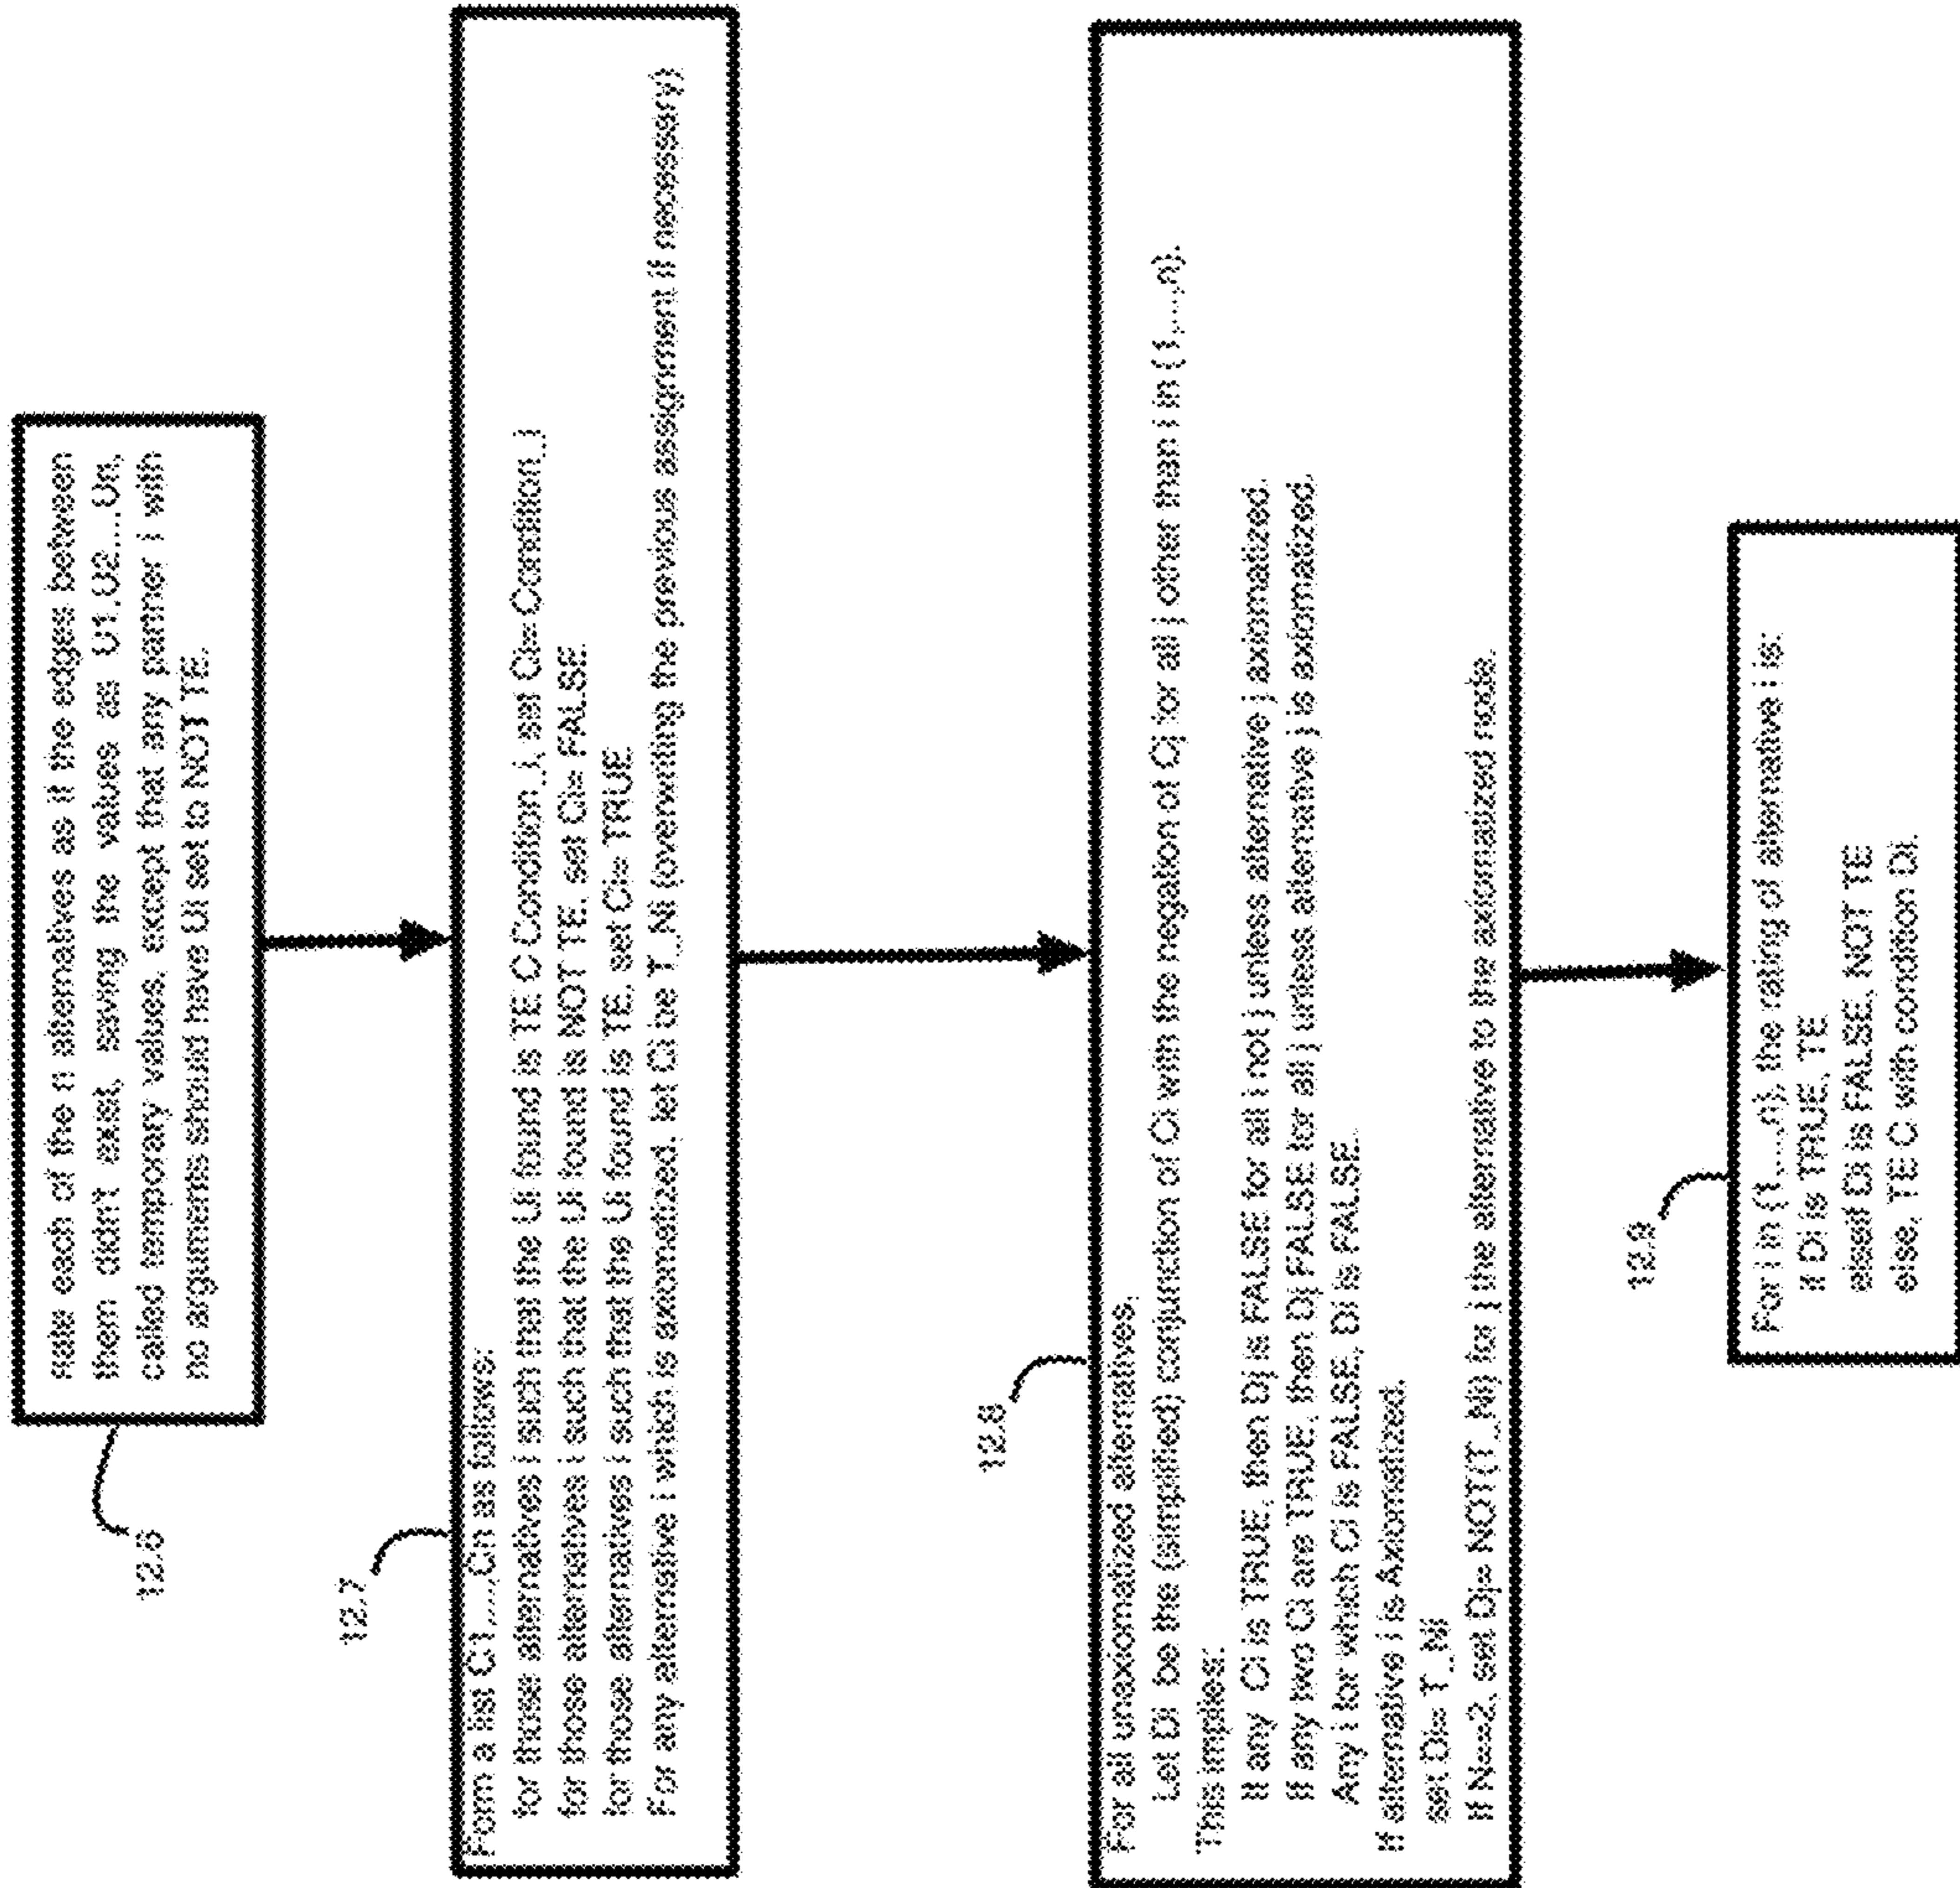 rate each of the n alternatives as if the edges between
them didnt exist, saving the values as U1,U2...Un,
called temporary values, except that any partner i with
no arguments should have Ui set to NOT TE.
12.6
12.7
Form a list C1,...,Cn as follows:
for those alternatives i such that the Ui found is TE C Condition_i, set Ci= Condition_i
for those alternatives i such that the Ui found is NOT TE, set Ci= FALSE
for those alternatives i such that the Ui found is TE, set Ci= TRUE
For any alternative i which is axiomatized, let Ci be T_Ni (overwriting the previous assignment if necessary)
12.8
For all unaxiomatized alternatives,
Let Di be the (simplified) conjunction of Ci with the negation of Cj for all j other than i in (1,...,n).
This implies:
If any Ci is TRUE, then Dj is FALSE for all i not j unless alternative j axiomatized.
If any two Ci are TRUE, then Dj FALSE for all j unless alternative j is axiomatized.
Any i for which Ci is FALSE, Di is FALSE.
If alternative i is Axiomatized,
set Di= T_Ni
If N==2, set Dj= NOT(T_Ni) for j the alternative to the axiomatized node.
12.9
For i in (1,...,n), the rating of alternative i is:
if Di is TRUE, TE
elseif Di is FALSE, NOT TE
else, TE C with condition Di.